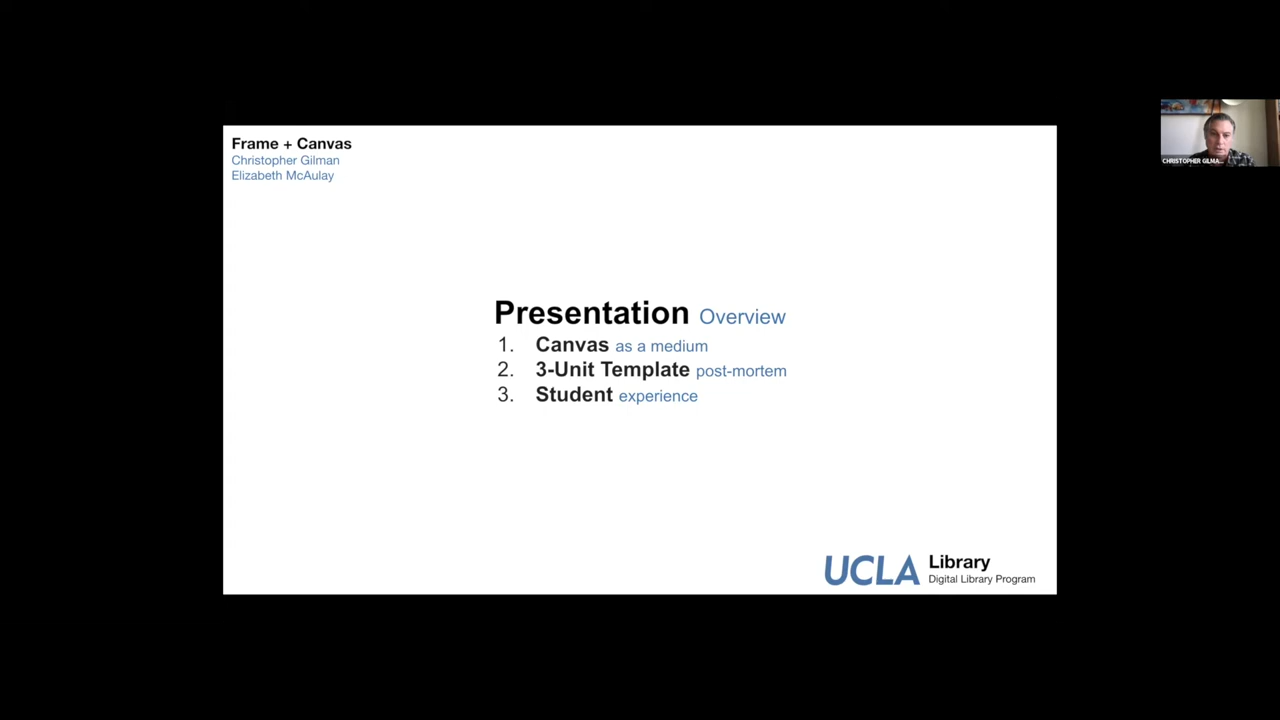 Frame + Canvas
Christopher Gilman
Elizabeth McAulay
CHRISTOPHER GILMA...
Presentation Overview
1. Canvas as a medium
2. 3-Unit Template post-mortem
3. Student experience
UCLA Library
Digital Library Program